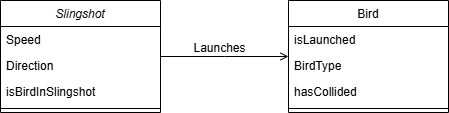 Slingshot
Speed
Direction
isBirdInSlingshot
Launches
Bird
isLaunched
BirdType
hasCollided